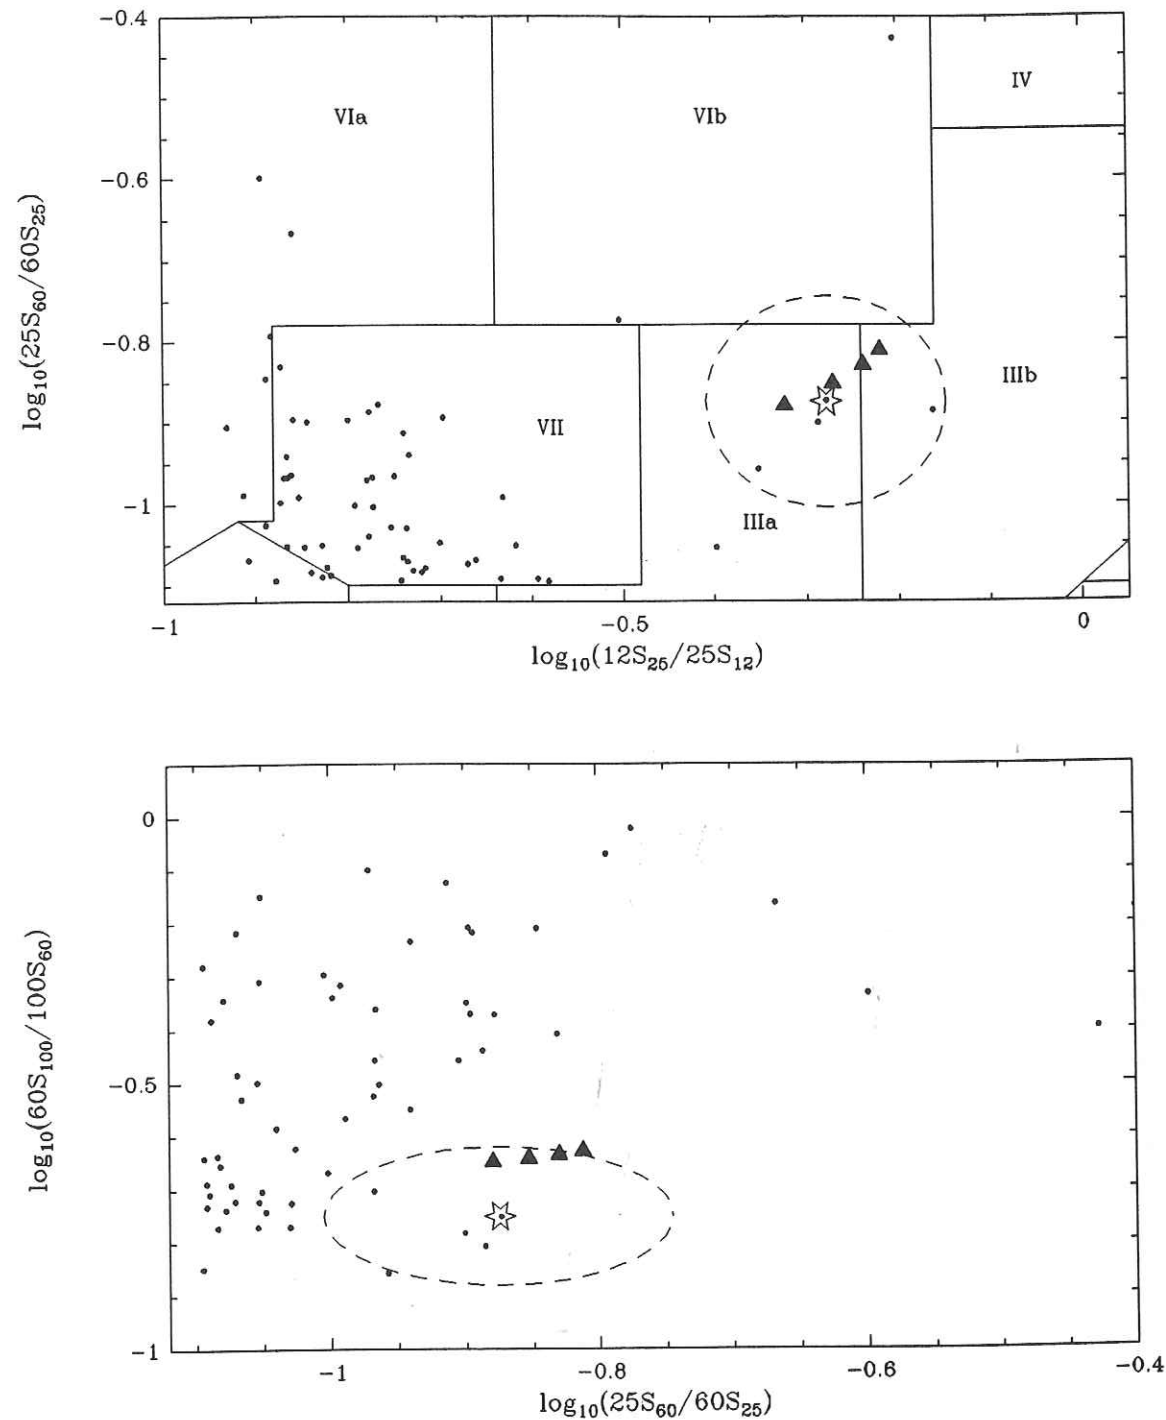 −0.4
IV
VIa
VIb
−0.6
−0.8
IIIb
VII
−1
IIIa
−1
−0.5
0
log₁₀(25S₆₀/60S₂₅)
log₁₀(12S₂₅/25S₁₂)
0
−0.5
−1
−1
−0.8
−0.6
−0.4
log₁₀(60S₁₀₀/100S₆₀)
log₁₀(25S₆₀/60S₂₅)